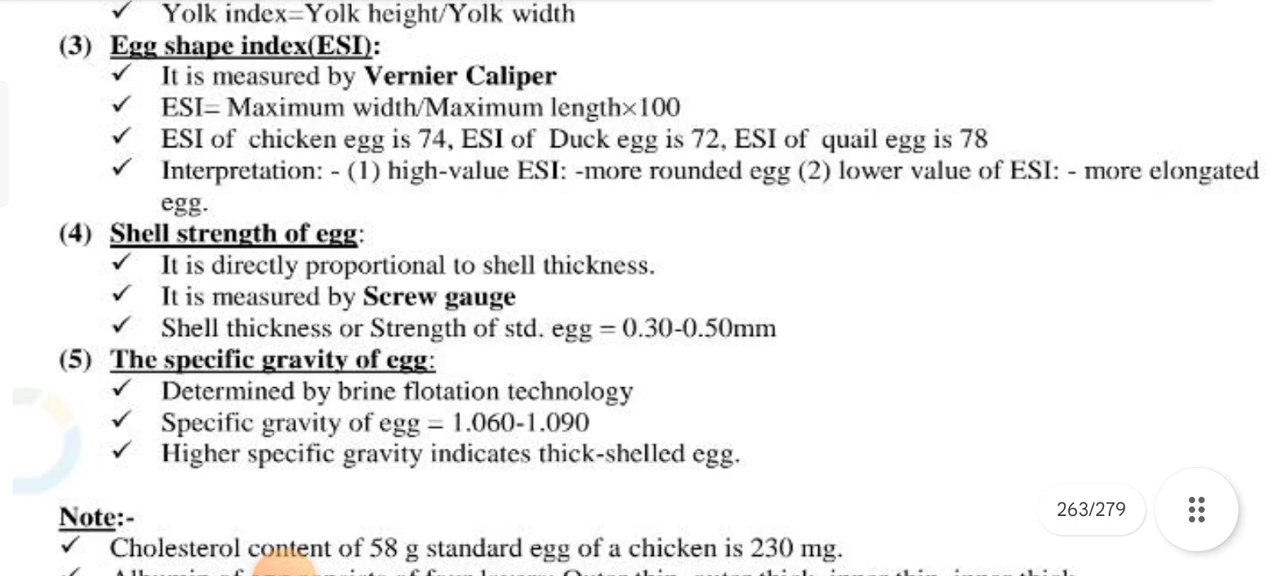 ✓ Yolk index=Yolk height/Yolk width
(3) Egg shape index(ESI):
✓ It is measured by Vernier Caliper
✓ ESI= Maximum width/Maximum length×100
✓ ESI of chicken egg is 74, ESI of Duck egg is 72, ESI of quail egg is 78
✓ Interpretation: - (1) high-value ESI: -more rounded egg (2) lower value of ESI: - more elongated
egg.
(4) Shell strength of egg:
✓ It is directly proportional to shell thickness.
✓ It is measured by Screw gauge
✓ Shell thickness or Strength of std. egg = 0.30-0.50mm
(5) The specific gravity of egg:
✓ Determined by brine flotation technology
✓ Specific gravity of egg = 1.060-1.090
✓ Higher specific gravity indicates thick-shelled egg.
263/279
Note:-
✓ Cholesterol content of 58 g standard egg of a chicken is 230 mg.